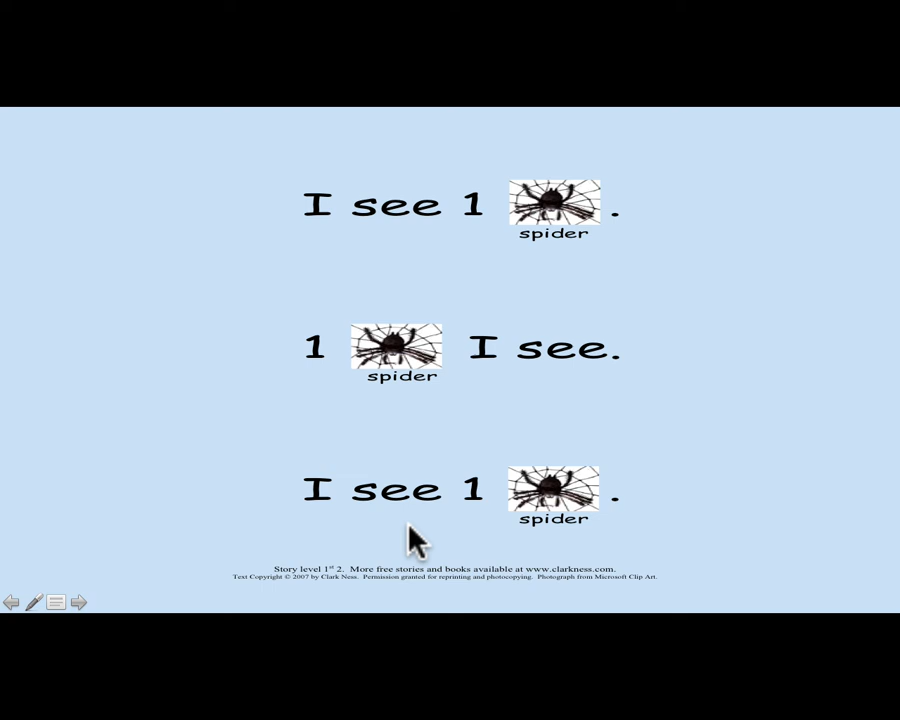 I see 1 .
spider
1 I see.
spider
I see 1 .
spider
Story level 1st 2. More free stories and books available at www.clarkness.com.
Text Copyright © 2007 by Clark Ness. Permission granted for reprinting and photocopying. Photograph from Microsoft Clip Art.